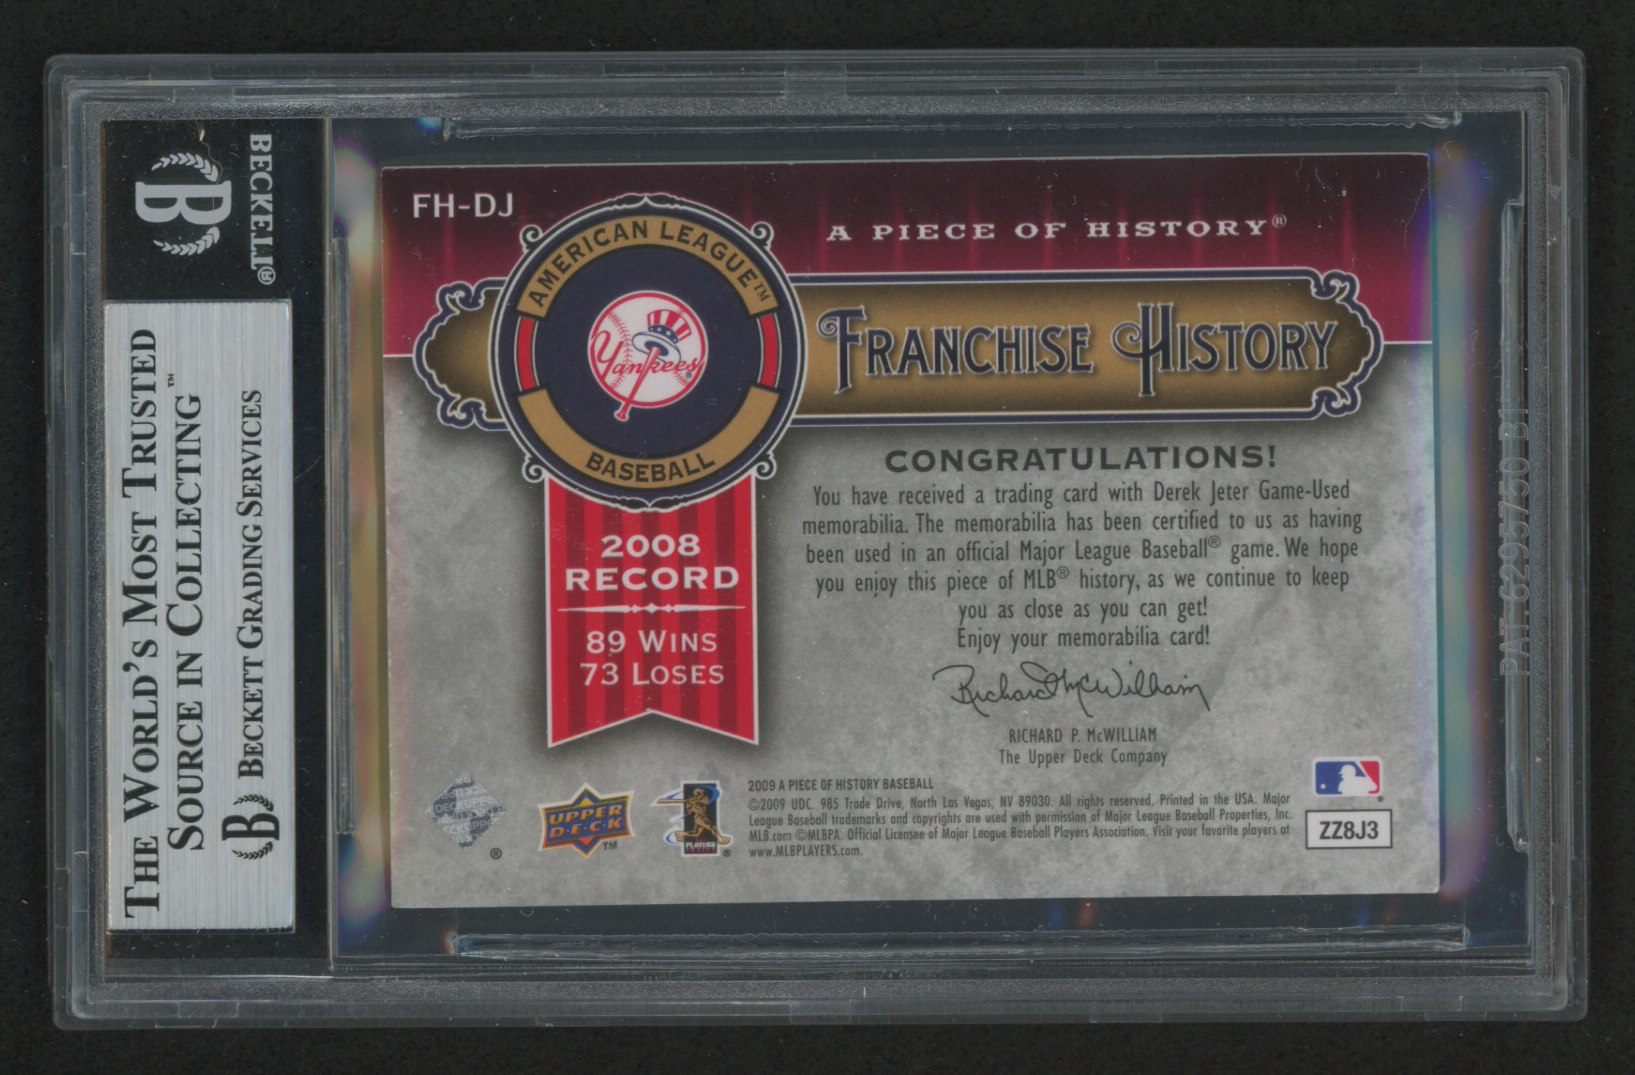 BECKETT®
B
THE WORLD'S MOST TRUSTED
SOURCE IN COLLECTING™
B BECKETT GRADING SERVICES
FH-DJ
A PIECE OF HISTORY®
AMERICAN LEAGUE™
Yankees®
BASEBALL
FRANCHISE HISTORY
2008
RECORD
89 WINS
73 LOSES
CONGRATULATIONS!
You have received a trading card with Derek Jeter Game-Used
memorabilia. The memorabilia has been certified to us as having
been used in an official Major League Baseball® game. We hope
you enjoy this piece of MLB® history, as we continue to keep
you as close as you can get!
Enjoy your memorabilia card!
Richard McWilliam
RICHARD P. McWILLIAM
The Upper Deck Company
®
UPPER
D·E·C·K
™
PLAYERS
®
2009 A PIECE OF HISTORY BASEBALL
©2009 UDC. 985 Trade Drive, North Las Vegas, NV 89030. All rights reserved. Printed in the USA. Major
League Baseball trademarks and copyrights are used with permission of Major League Baseball Properties, Inc.
MLB.com ©MLBPA. Official Licensee of Major League Baseball Players Association. Visit your favorite players at
www.MLBPLAYERS.com.
®
ZZ8J3
PAT. 6295750 B1